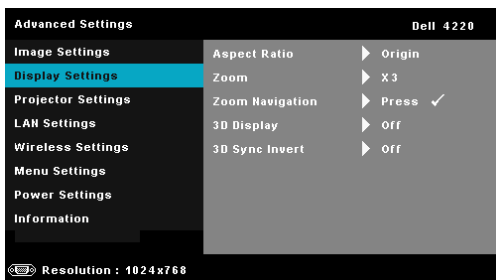 Advanced Settings Dell 4220
Image Settings Aspect Ratio Origin
Display Settings Zoom X3
Projector Settings Zoom Navigation Press ✓
LAN Settings 3D Display Off
Wireless Settings 3D Sync Invert Off
Menu Settings
Power Settings
Information
Resolution : 1024x768